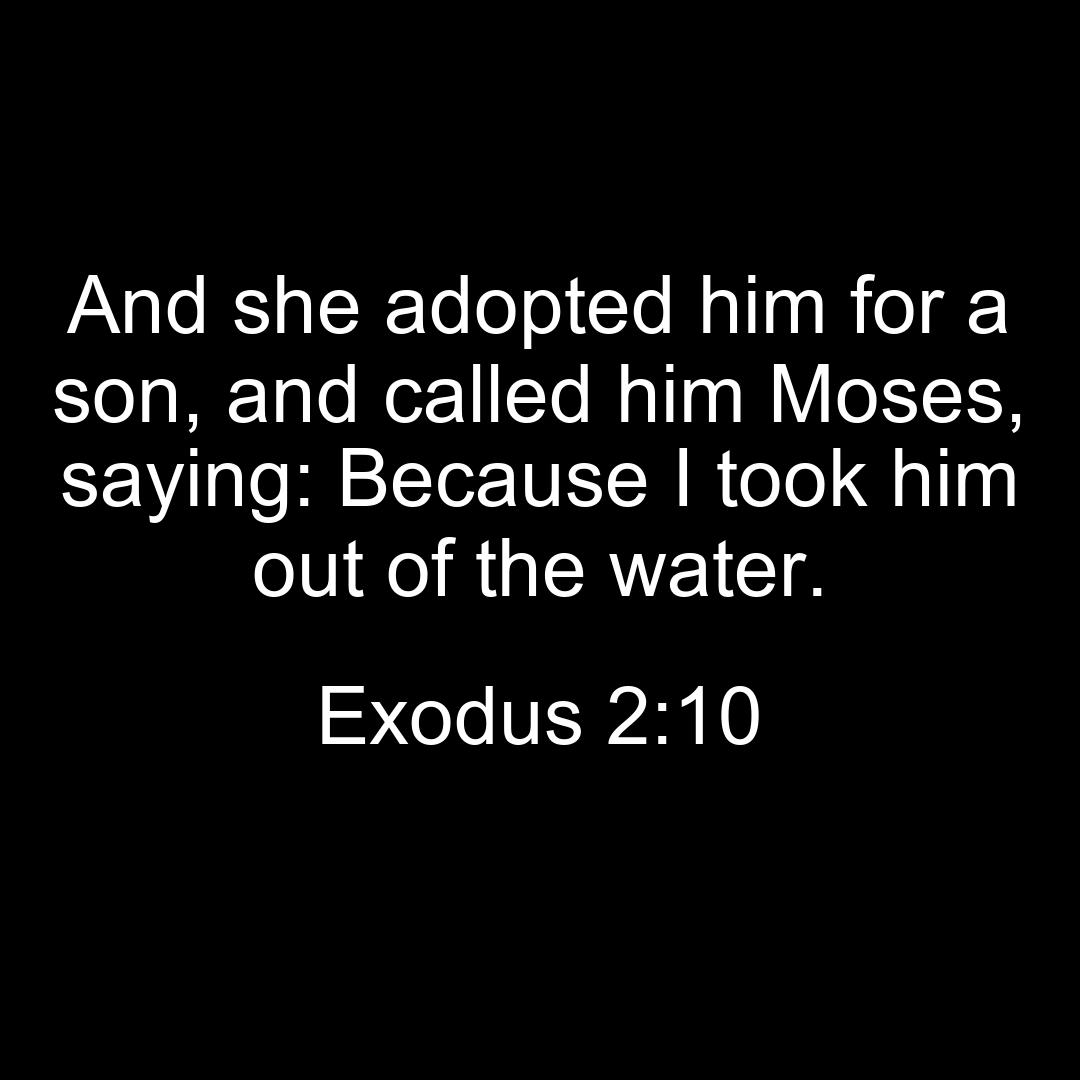 And she adopted him for a
son, and called him Moses,
saying: Because I took him
out of the water.
Exodus 2:10